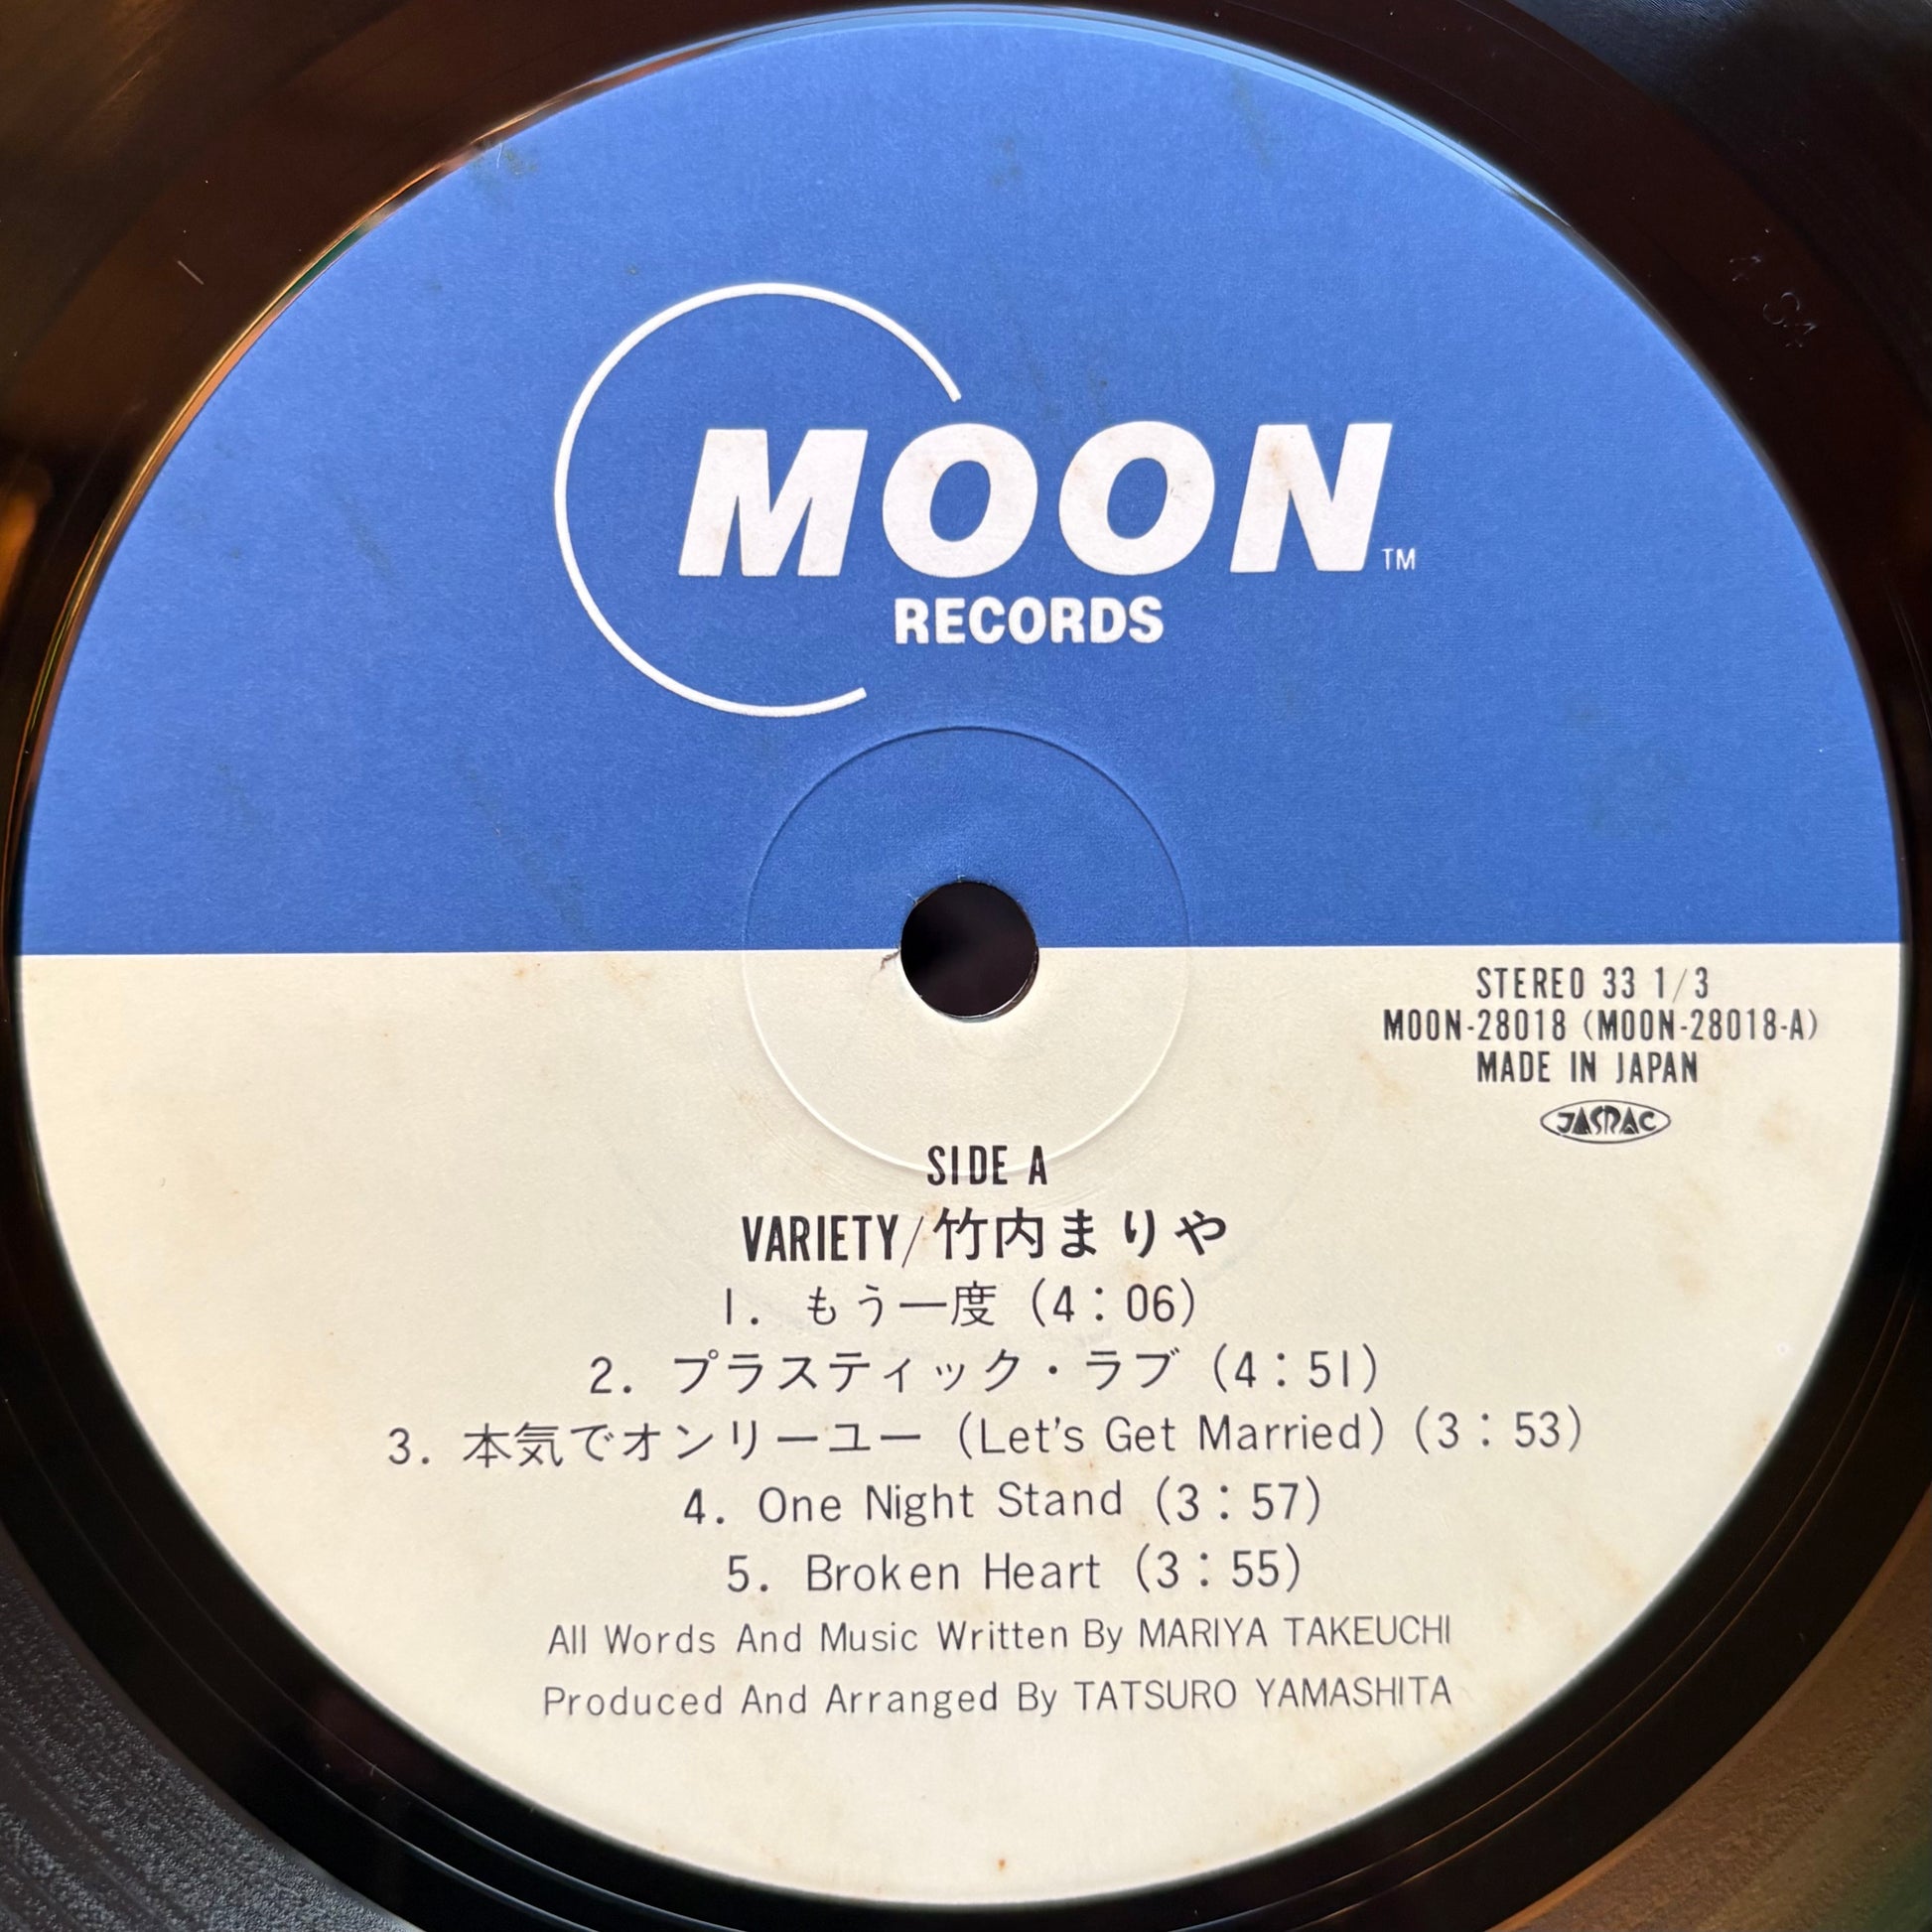 MOON TM
RECORDS
STEREO 33 1/3
MOON-28018 (MOON-28018-A)
MADE IN JAPAN
JASRAC
SIDE A
VARIETY/竹内まりや
1. もう一度 (4:06)
2. プラスティック・ラブ (4:51)
3. 本気でオンリーユー (Let's Get Married) (3:53)
4. One Night Stand (3:57)
5. Broken Heart (3:55)
All Words And Music Written By MARIYA TAKEUCHI
Produced And Arranged By TATSURO YAMASHITA